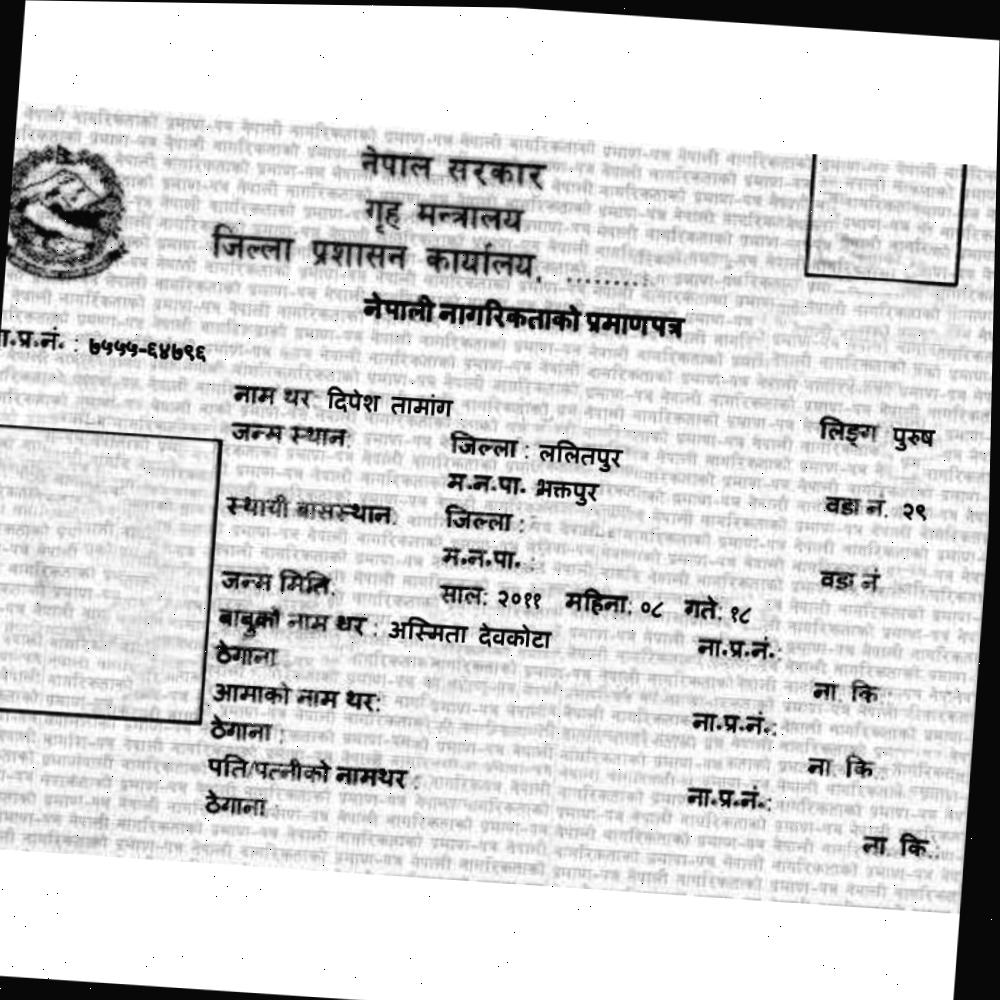 नेपाल सरकार
गृह मन्त्रालय
जिल्ला प्रशासन कार्यालय, .........
नेपाली नागरिकताको प्रमाणपत्र
ा.प्र.नं. : ७५५५-६४७९६
नाम थर दिपेश तामांग लिङ्ग पुरुष
जन्म स्थान: जिल्ला : ललितपुर
म.न.पा. भक्तपुर वडा नं. २९
स्थायी बासस्थान: जिल्ला :
म.न.पा. : वडा नं
जन्म मिति: साल: २०११ महिना: ०८ गते: १८
बाबुको नाम थर : अस्मिता देवकोटा ना.प्र.नं.:
ठेगाना ना. कि :
आमाको नाम थर: ना.प्र.नं.:
ठेगाना : ना. कि.
पति/पत्नीको नामथर : ना.प्र.नं.:
ठेगाना ना. कि.: